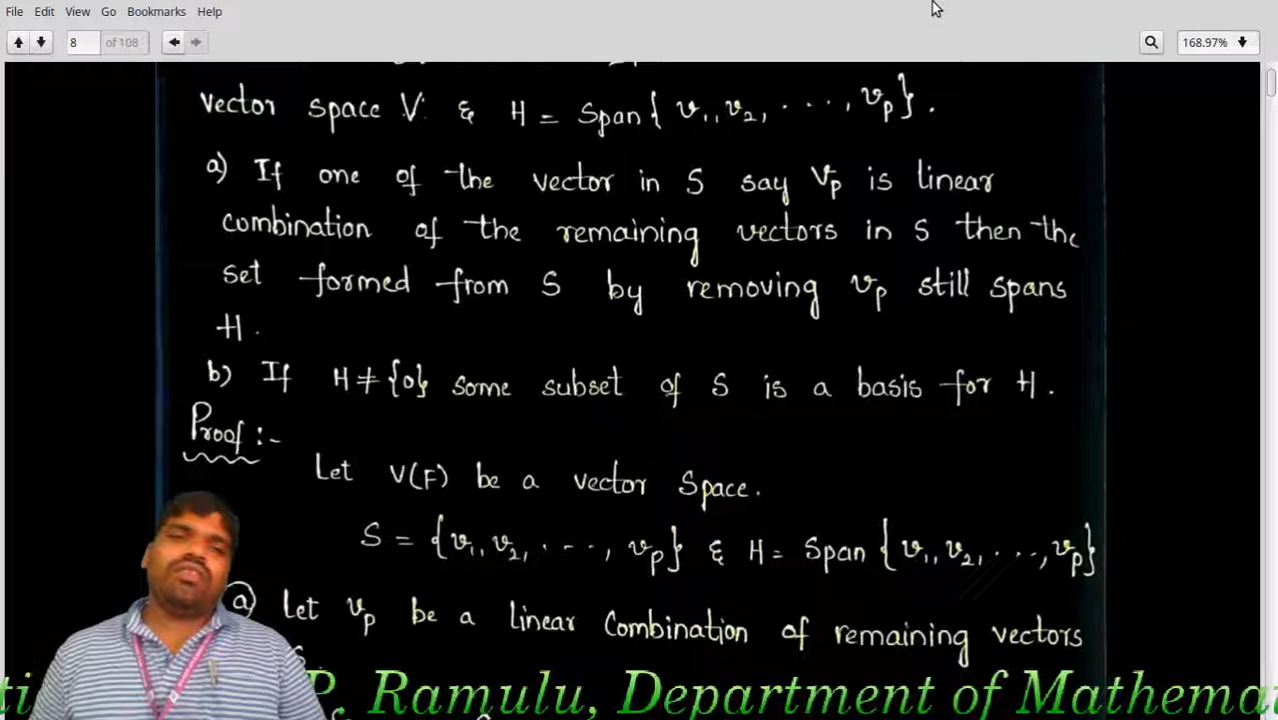 File Edit View Go Bookmarks Help
8 of 108 168.97%
vector space V & H = Span{ v1, v2, ...., vp}.
a) If one of the vector in S say Vp is linear
combination of the remaining vectors in S then the
set formed from S by removing vp still spans
H.
b) If H ≠ {0} some subset of S is a basis for H.
Proof :-
Let V(F) be a vector Space.
S = {v1, v2, ...., vp} & H = Span {v1, v2, ..., vp}
(a) Let vp be a linear Combination of remaining vectors
P. Ramulu, Department of Mathema